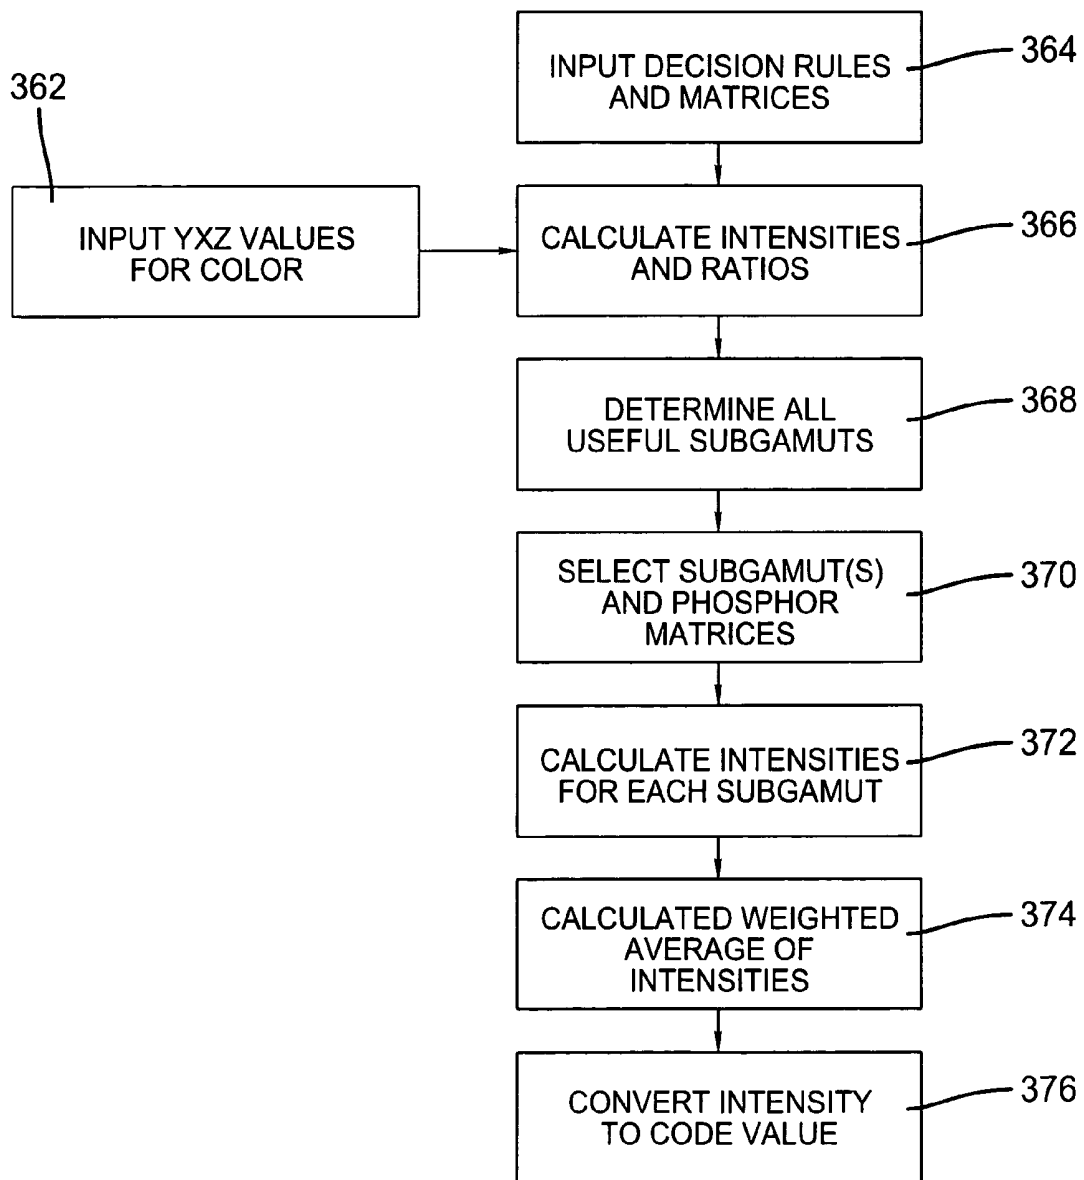 364
INPUT DECISION RULES
AND MATRICES
362
INPUT YXZ VALUES
FOR COLOR
366
CALCULATE INTENSITIES
AND RATIOS
368
DETERMINE ALL
USEFUL SUBGAMUTS
370
SELECT SUBGAMUT(S)
AND PHOSPHOR
MATRICES
372
CALCULATE INTENSITIES
FOR EACH SUBGAMUT
374
CALCULATED WEIGHTED
AVERAGE OF
INTENSITIES
376
CONVERT INTENSITY
TO CODE VALUE